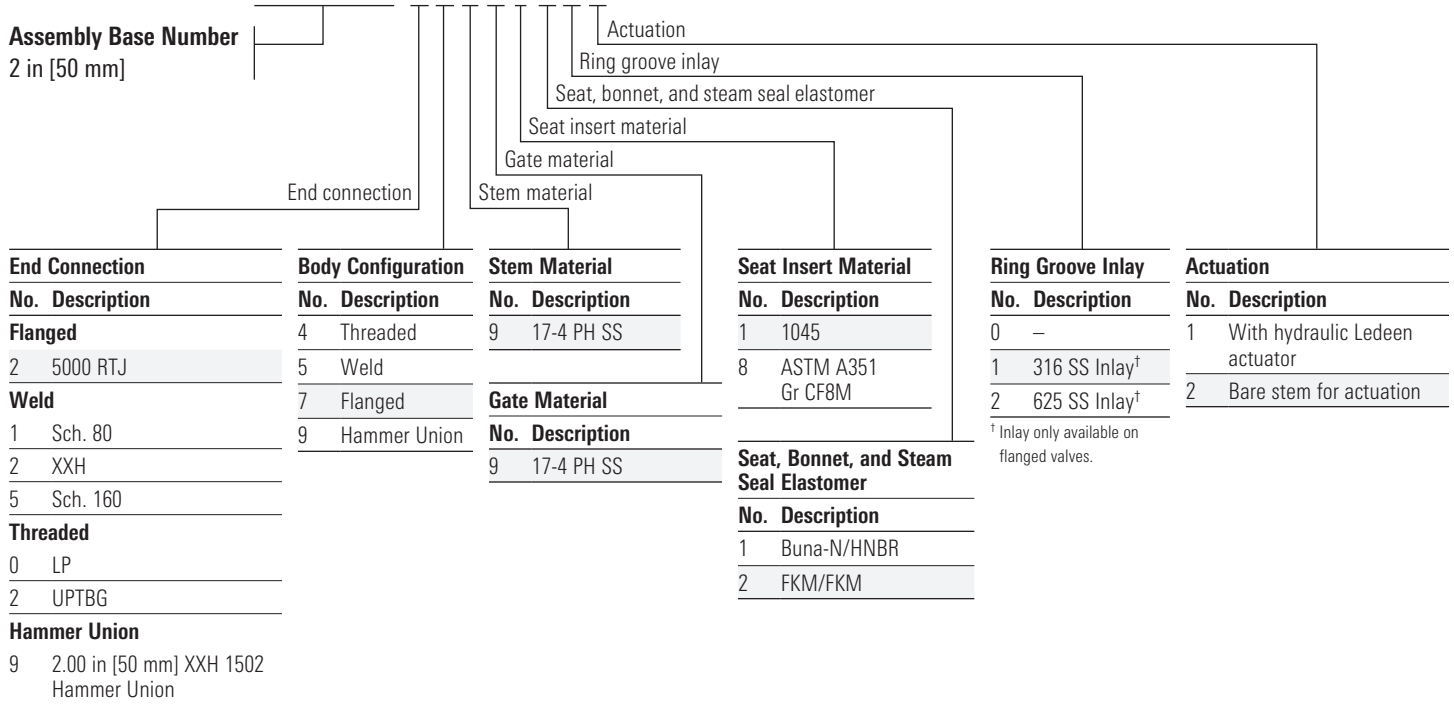 Assembly Base Number
2 in [50 mm]
Actuation
Ring groove inlay
Seat, bonnet, and steam seal elastomer
Seat insert material
Gate material
End connection
Stem material
End Connection
No. Description
Flanged
2 5000 RTJ
Weld
1 Sch. 80
2 XXH
5 Sch. 160
Threaded
0 LP
2 UPTBG
Hammer Union
9 2.00 in [50 mm] XXH 1502
Hammer Union
Body Configuration
No. Description
4 Threaded
5 Weld
7 Flanged
9 Hammer Union
Stem Material
No. Description
9 17-4 PH SS
Gate Material
No. Description
9 17-4 PH SS
Seat Insert Material
No. Description
1 1045
8 ASTM A351
Gr CF8M
Seat, Bonnet, and Steam
Seal Elastomer
No. Description
1 Buna-N/HNBR
2 FKM/FKM
Ring Groove Inlay
No. Description
0 –
1 316 SS Inlay†
2 625 SS Inlay†
† Inlay only available on
flanged valves.
Actuation
No. Description
1 With hydraulic Ledeen
actuator
2 Bare stem for actuation